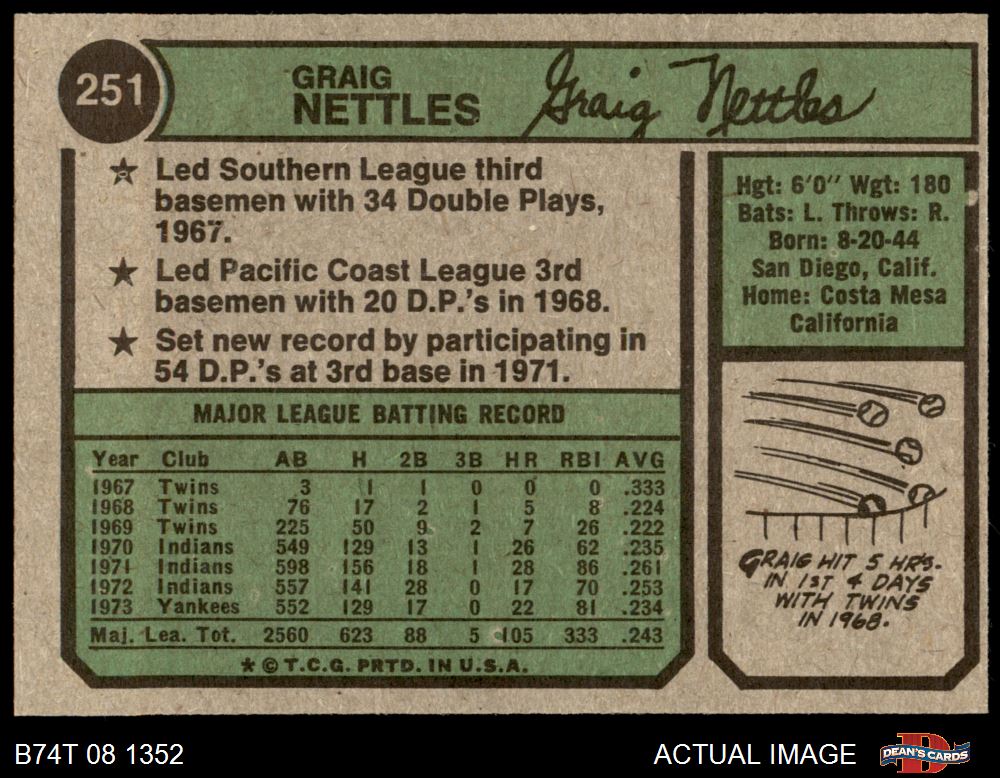 251
GRAIG
NETTLES
Graig Nettles
★ Led Southern League third
basemen with 34 Double Plays,
1967.
★ Led Pacific Coast League 3rd
basemen with 20 D.P.'s in 1968.
★ Set new record by participating in
54 D.P.'s at 3rd base in 1971.
Hgt: 6'0" Wgt: 180
Bats: L. Throws: R.
Born: 8-20-44
San Diego, Calif.
Home: Costa Mesa
California
MAJOR LEAGUE BATTING RECORD
Year Club AB H 2B 3B HR RBI AVG
1967 Twins 3 1 1 0 0 0 .333
1968 Twins 76 17 2 1 5 8 .224
1969 Twins 225 50 9 2 7 26 .222
1970 Indians 549 129 13 1 26 62 .235
1971 Indians 598 156 18 1 28 86 .261
1972 Indians 557 141 28 0 17 70 .253
1973 Yankees 552 129 17 0 22 81 .234
Maj. Lea. Tot. 2560 623 88 5 105 333 .243
★ © T.C.G. PRTD. IN U.S.A.
GRAIG HIT 5 HRS.
IN 1ST 4 DAYS
WITH TWINS
IN 1968.
B74T 08 1352
ACTUAL IMAGE
DEAN'S CARDS